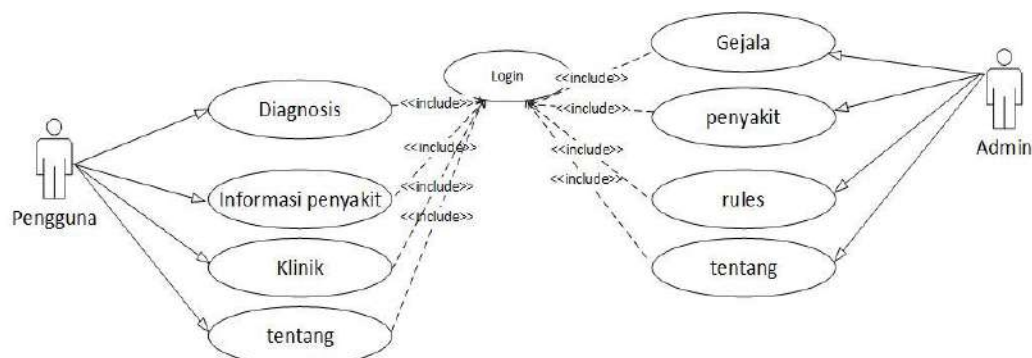 Gejala
Login
<<include>>
Diagnosis
<<include>>
<<include>>
penyakit
Admin
<<include>>
<<include>>
<<include>>
<<include>>
Informasi penyakit
rules
Pengguna
<<include>>
Klinik
tentang
tentang